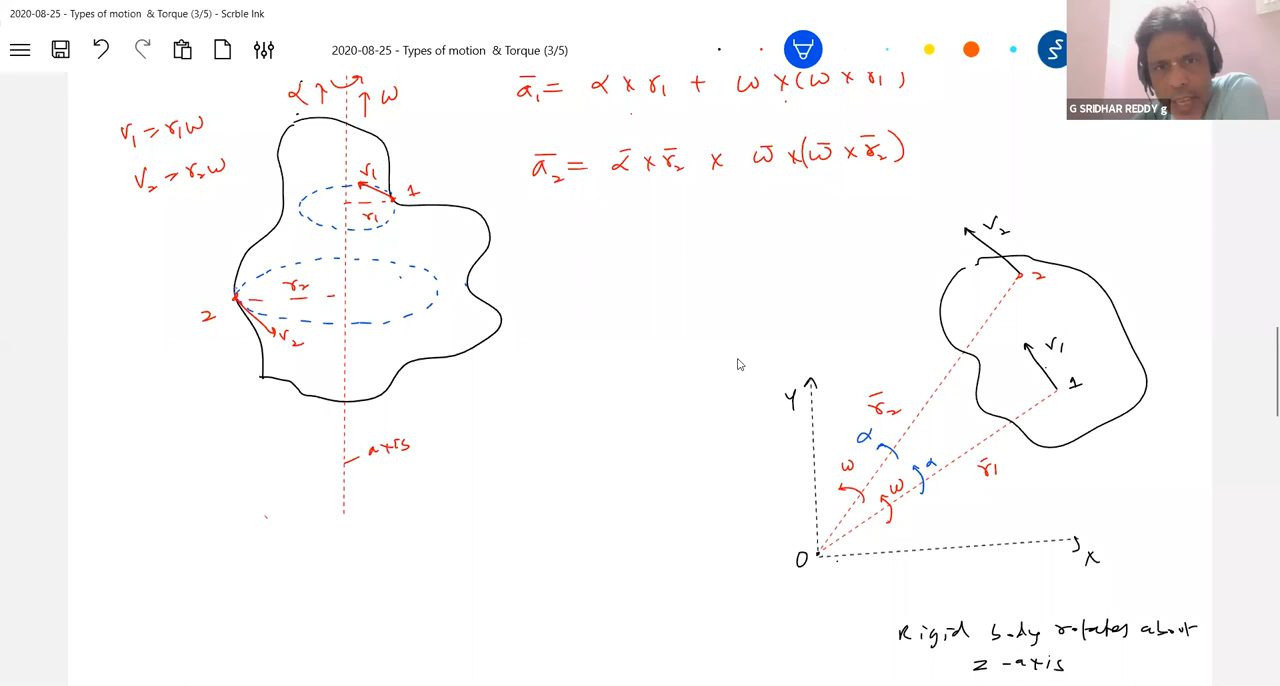 2020-08-25 - Types of motion & Torque (3/5) - Scrble Ink
2020-08-25 - Types of motion & Torque (3/5)
G SRIDHAR REDDY g
α ω
v₁ = r₁ω
v₂ = r₂ω
a̅₁ = α × r₁ + ω × (ω × r₁)
a̅₂ = α̅ × r̅₂ × ω̅ × (ω̅ × r̅₂)
v₁
1
r₁
r₂
2
v₂
axis
v₂
2
v₁
1
Y
r̅₂
α
ω
α
ω
r̅₁
O
X
Rigid body rotates about
z-axis